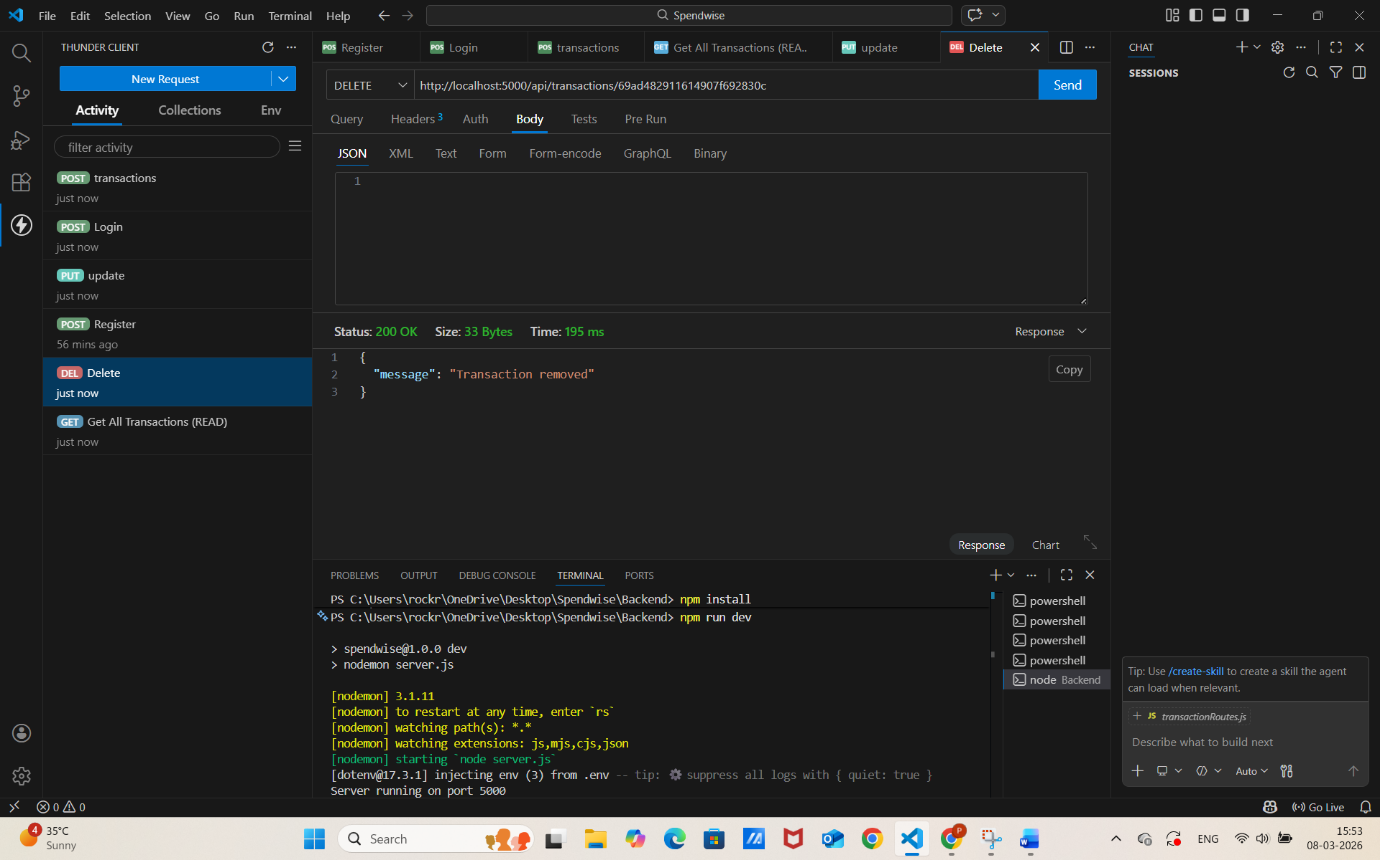 File Edit Selection View Go Run Terminal Help
Spendwise
THUNDER CLIENT
New Request
Activity Collections Env
filter activity
POST transactions
just now
POST Login
just now
PUT update
just now
POST Register
56 mins ago
DEL Delete
just now
GET Get All Transactions (READ)
just now
POS Register POS Login POS transactions GET Get All Transactions (REA.. PUT update DEL Delete
DELETE http://localhost:5000/api/transactions/69ad482911614907f692830c Send
Query Headers 3 Auth Body Tests Pre Run
JSON XML Text Form Form-encode GraphQL Binary
1
Status: 200 OK Size: 33 Bytes Time: 195 ms Response
1 {
2 "message": "Transaction removed"
3 }
Copy
Response Chart
PROBLEMS OUTPUT DEBUG CONSOLE TERMINAL PORTS
PS C:\Users\rockr\OneDrive\Desktop\Spendwise\Backend> npm install
PS C:\Users\rockr\OneDrive\Desktop\Spendwise\Backend> npm run dev
> spendwise@1.0.0 dev
> nodemon server.js
[nodemon] 3.1.11
[nodemon] to restart at any time, enter `rs`
[nodemon] watching path(s): *.*
[nodemon] watching extensions: js,mjs,cjs,json
[nodemon] starting `node server.js`
[dotenv@17.3.1] injecting env (3) from .env -- tip: ⚙️ suppress all logs with { quiet: true }
Server running on port 5000
powershell
powershell
powershell
powershell
node Backend
CHAT
SESSIONS
Tip: Use /create-skill to create a skill the agent
can load when relevant.
+ JS transactionRoutes.js
Describe what to build next
Auto
0 0
Go Live
4 35°C
Sunny
Search
P
ENG
15:53
08-03-2026